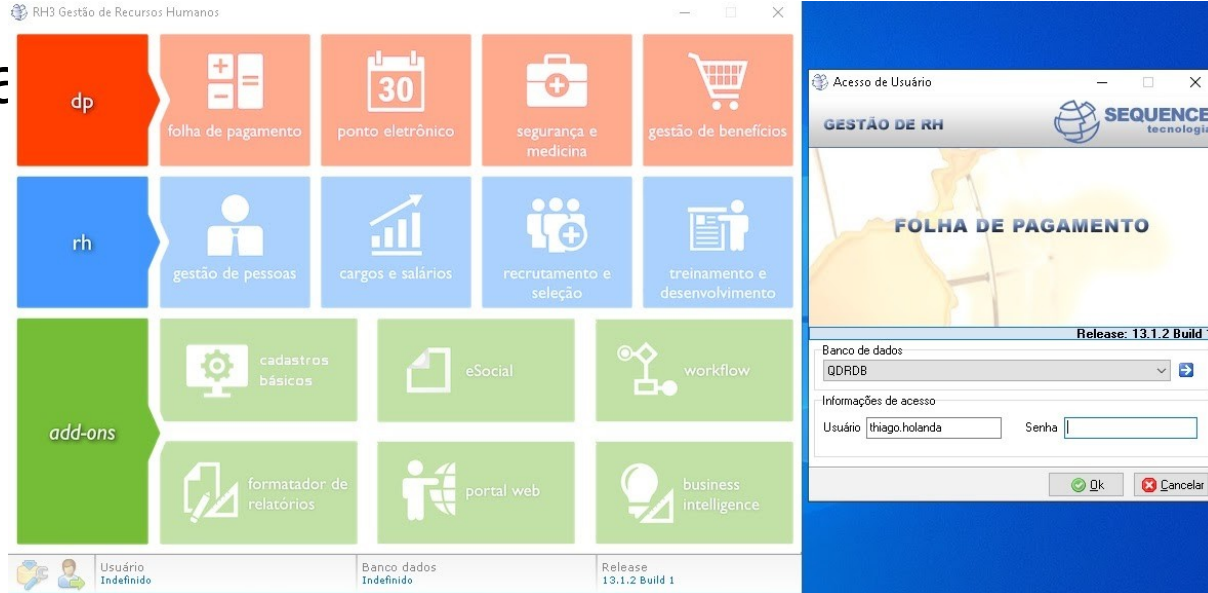 RH3 Gestão de Recursos Humanos
a
dp
folha de pagamento
ponto eletrônico
30
segurança e
medicina
gestão de benefícios
rh
gestão de pessoas
cargos e salários
recrutamento e
seleção
treinamento e
desenvolvimento
add-ons
cadastros
básicos
eSocial
workflow
formatador de
relatórios
portal web
business
intelligence
Usuário
Indefinido
Banco dados
Indefinido
Release
13.1.2 Build 1
Acesso de Usuário
GESTÃO DE RH
SEQUENCE
tecnologia
FOLHA DE PAGAMENTO
Release: 13.1.2 Build 1
Banco de dados
QDRDB
Informações de acesso
Usuário thiago.holanda Senha
Ok Cancelar